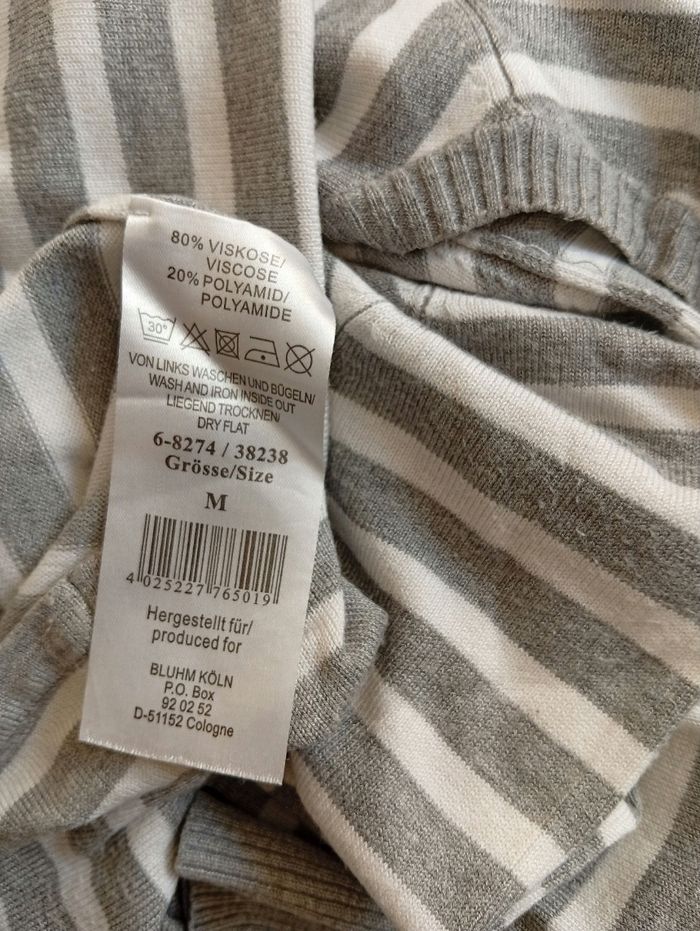 80% VISKOSE/
VISCOSE
20% POLYAMID/
POLYAMIDE
30°
VON LINKS WASCHEN UND BÜGELN/
WASH AND IRON INSIDE OUT
LIEGEND TROCKNEN/
DRY FLAT
6-8274 / 38238
Grösse/Size
M
4 025227 765019
Hergestellt für/
produced for
BLUHM KÖLN
P.O. Box
92 02 52
D-51152 Cologne